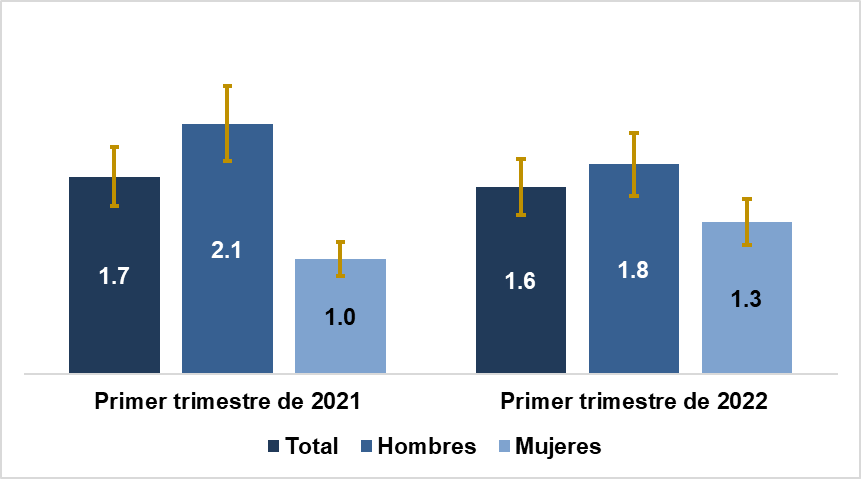 2.1
1.7
1.0
1.8
1.6
1.3
Primer trimestre de 2021
Primer trimestre de 2022
Total Hombres Mujeres